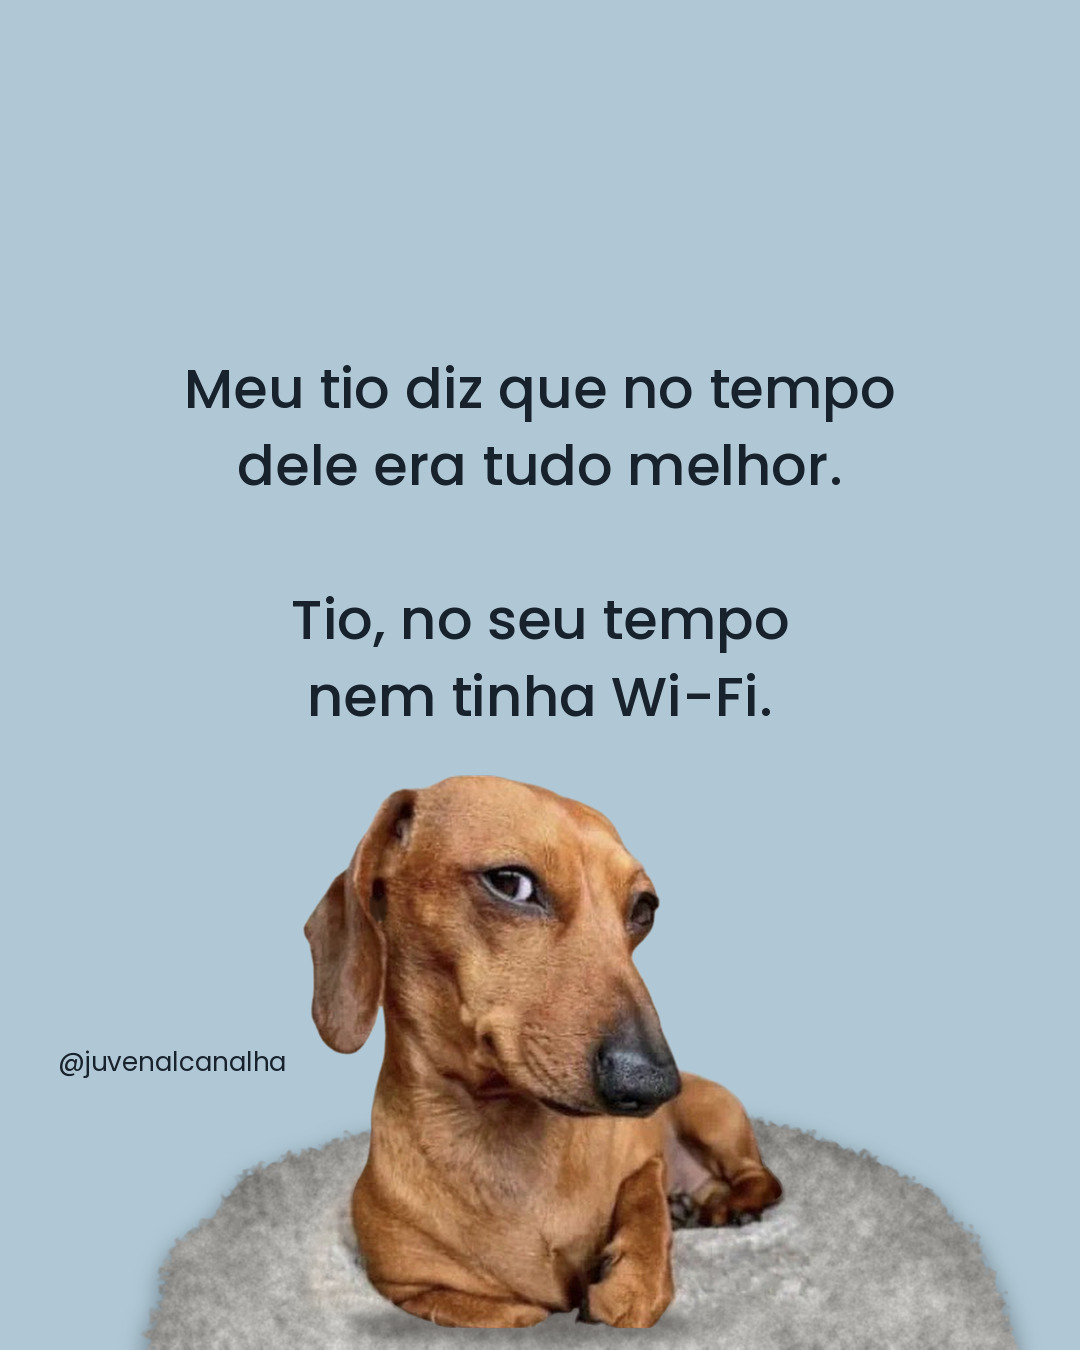 Meu tio diz que no tempo
dele era tudo melhor.
Tio, no seu tempo
nem tinha Wi-Fi.
@juvenalcanalha